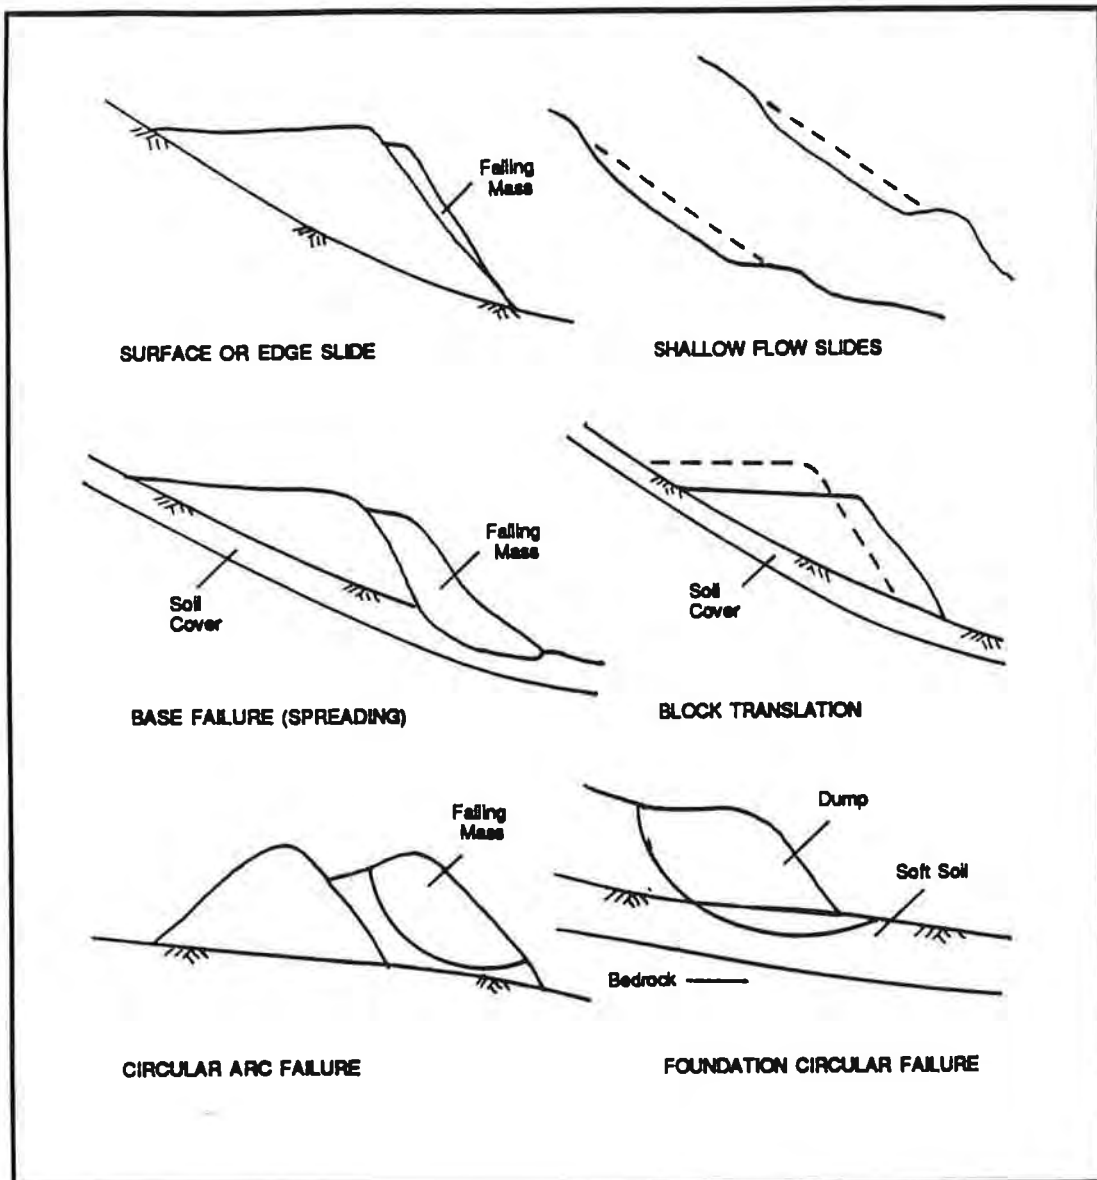 Failing
Mass
SURFACE OR EDGE SLIDE
SHALLOW FLOW SLIDES
Failing
Mass
Soil
Cover
BASE FAILURE (SPREADING)
Soil
Cover
BLOCK TRANSLATION
Failing
Mass
CIRCULAR ARC FAILURE
Dump
Soft Soil
Bedrock
FOUNDATION CIRCULAR FAILURE